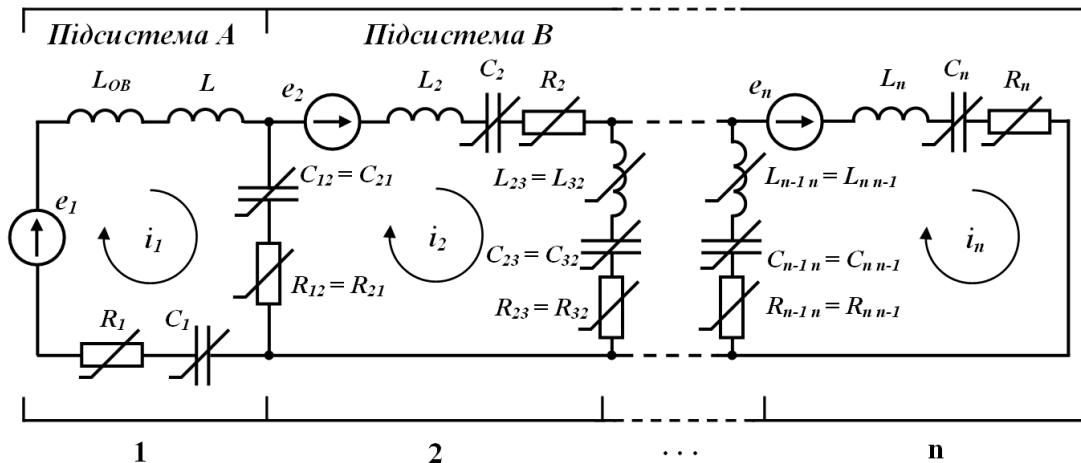 Підсистема А Підсистема В
L_OB L e_2 L_2 C_2 R_2 e_n L_n C_n R_n
C_12 = C_21 L_23 = L_32 L_n-1 n = L_n n-1
e_1 i_1 i_2 i_n
C_23 = C_32 C_n-1 n = C_n n-1
R_12 = R_21 R_23 = R_32 R_n-1 n = R_n n-1
R_1 C_1
1 2 . . . n